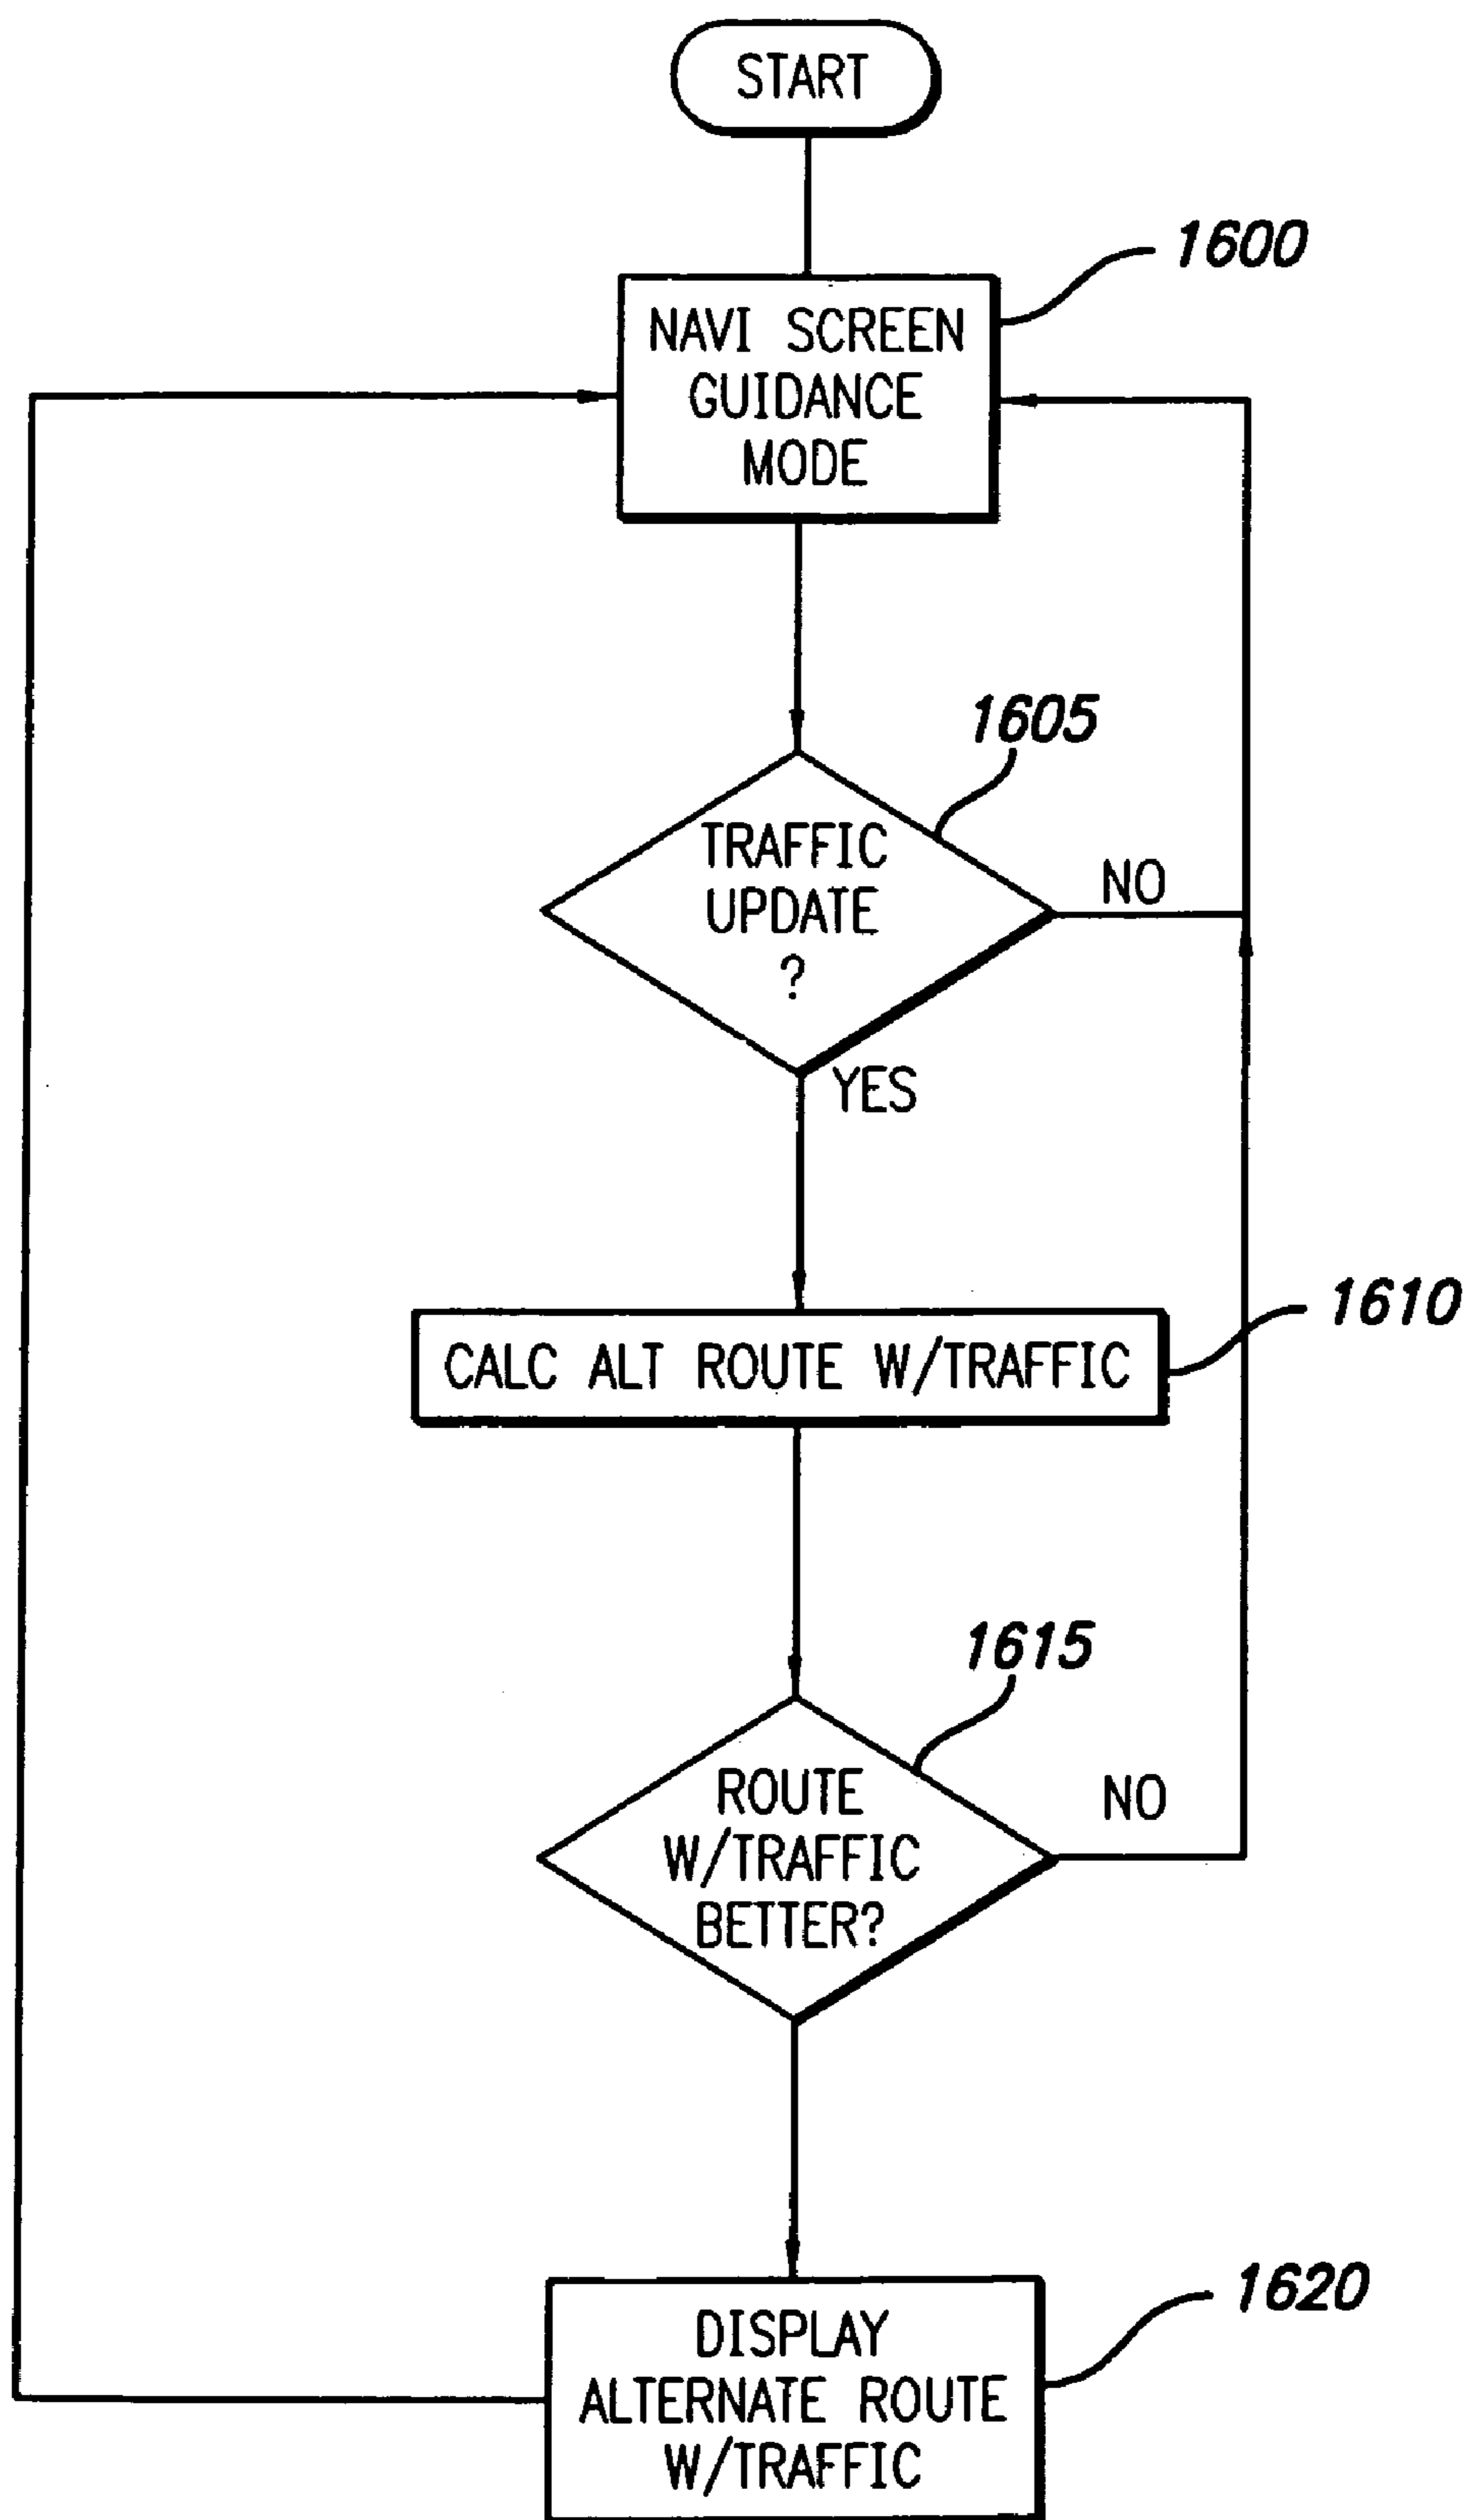 START
1600
NAVI SCREEN
GUIDANCE
MODE
1605
TRAFFIC
UPDATE
?
NO
YES
1610
CALC ALT ROUTE W/TRAFFIC
1615
ROUTE
W/TRAFFIC
BETTER?
NO
1620
DISPLAY
ALTERNATE ROUTE
W/TRAFFIC